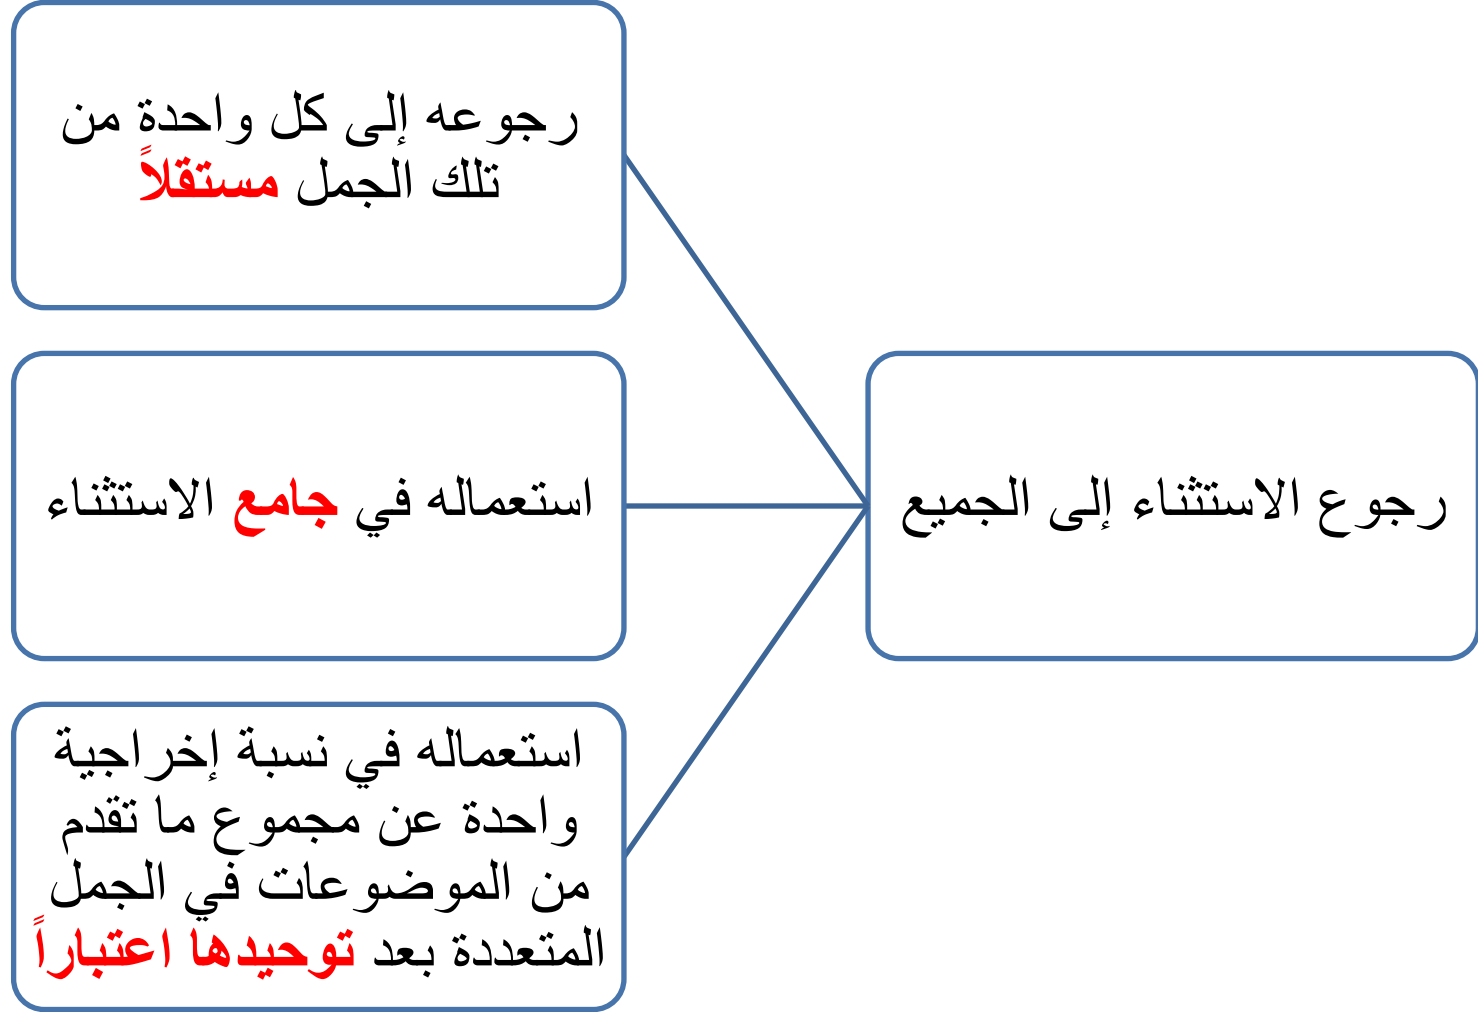 رجوع الاستثناء إلى الجميع
رجوعه إلى كل واحدة من
تلك الجمل مستقلاً
استعماله في جامع الاستثناء
استعماله في نسبة إخراجية
واحدة عن مجموع ما تقدم
من الموضوعات في الجمل
المتعددة بعد توحيدها اعتباراً